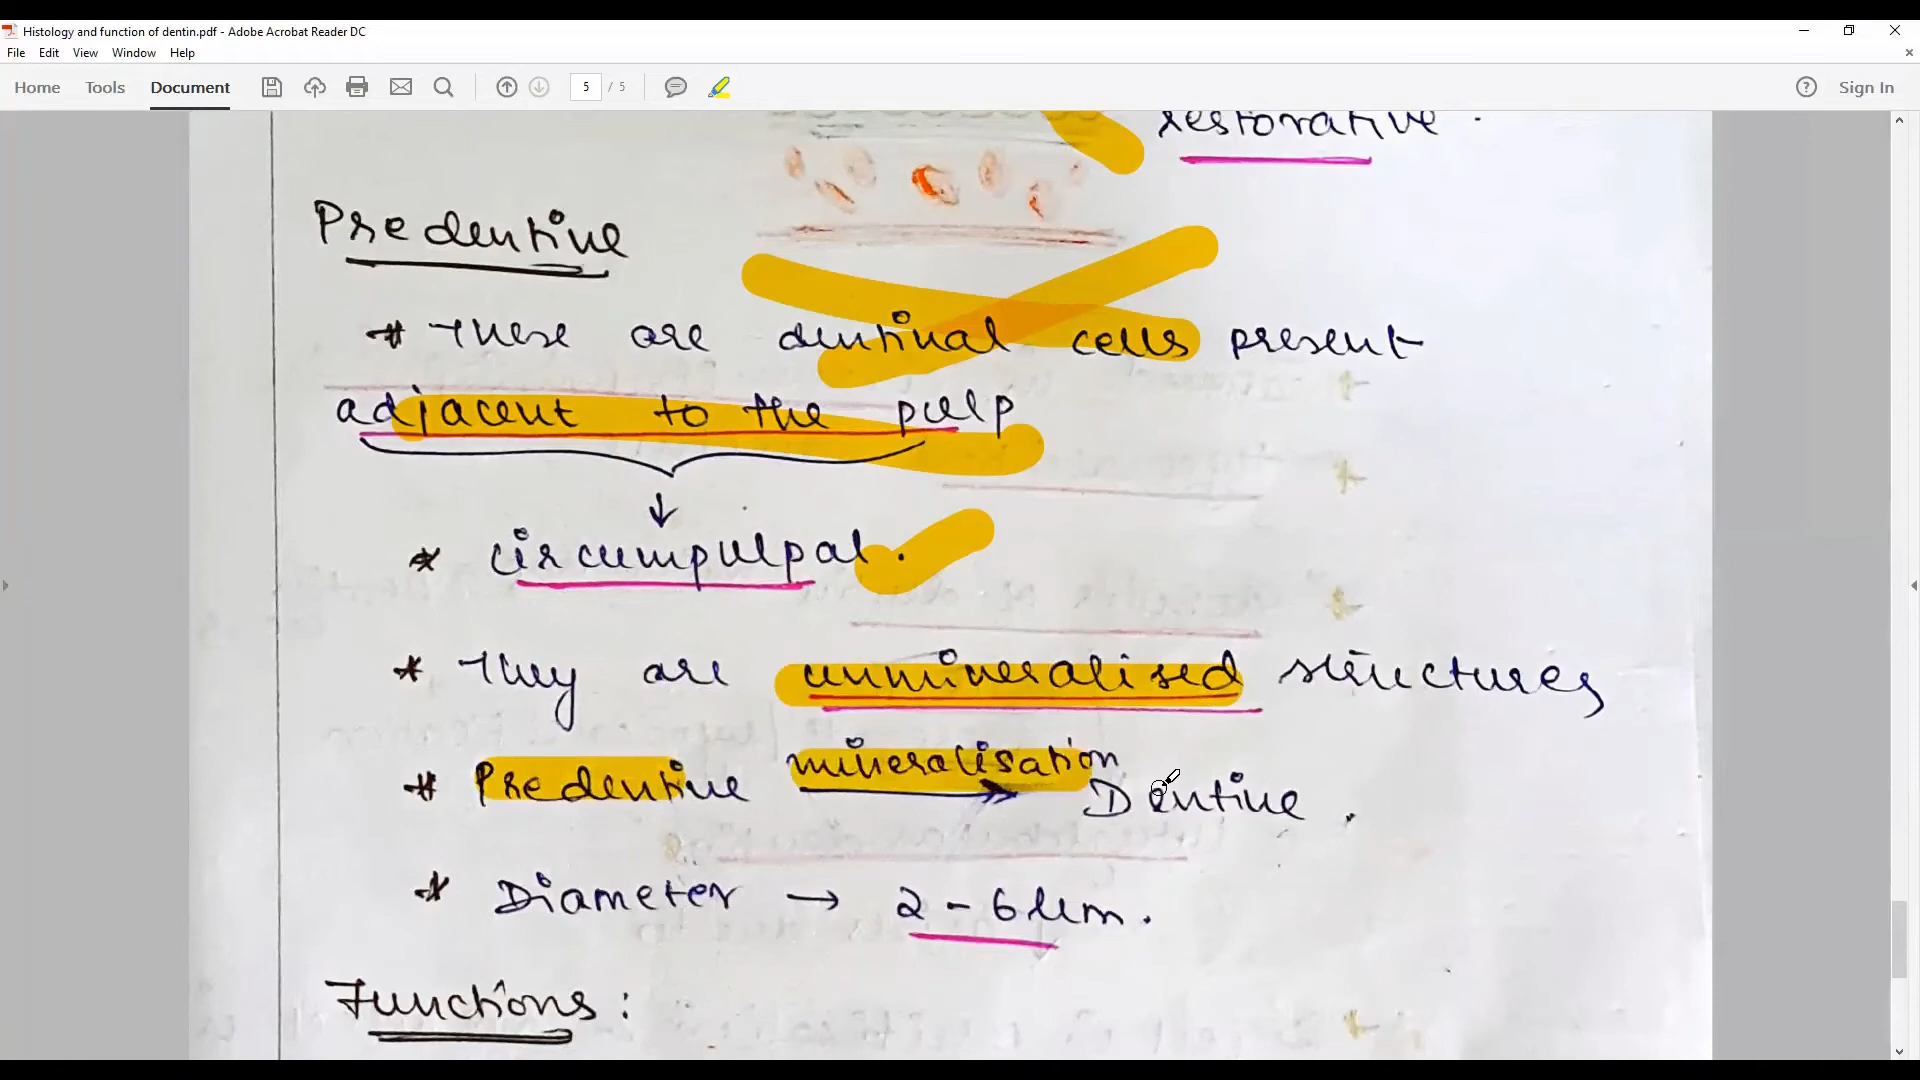 Histology and function of dentin.pdf - Adobe Acrobat Reader DC
File Edit View Window Help
Home Tools Document 5 / 5 Sign In
restorative.
Predentine
* These are dentinal cells present
adjacent to the pulp
* circumpulpal.
* They are unmineralised structures
* Predentine mineralisation → Dentine.
* Diameter → 2 - 6 μm.
Functions: